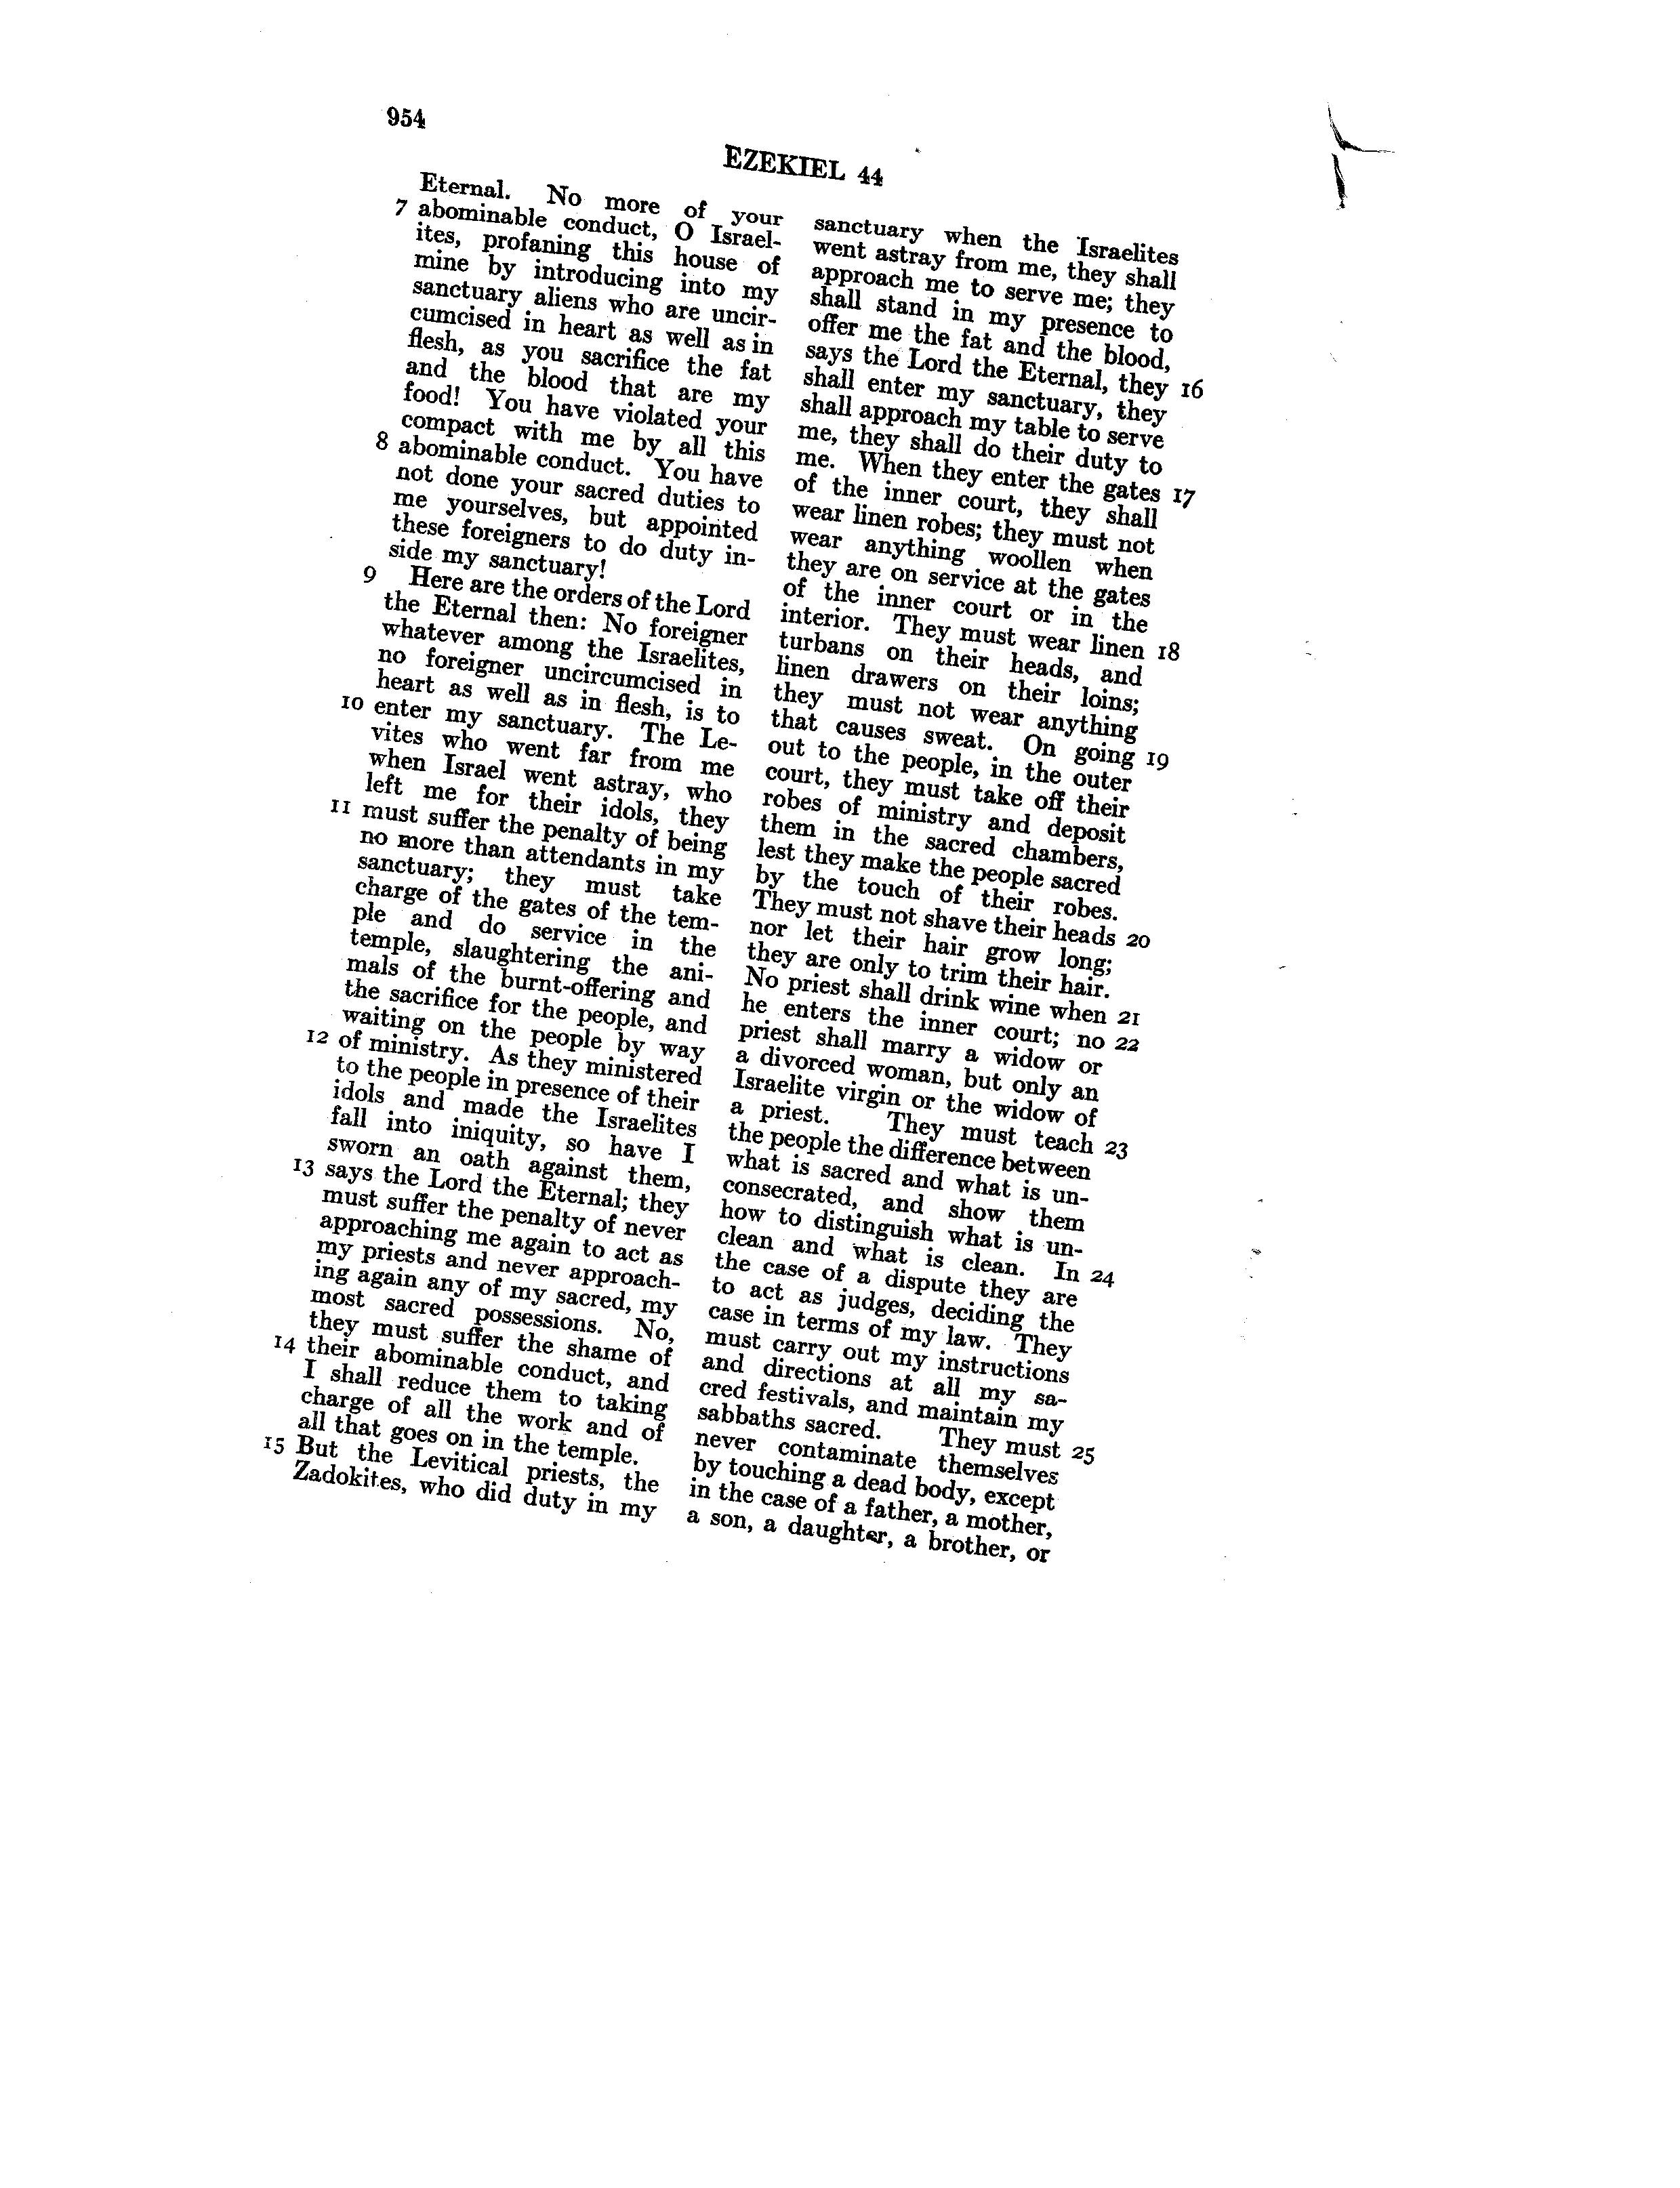 954
EZEKIEL 44
Eternal. No more of your
7 abominable conduct, O Israel-
ites, profaning this house of
mine by introducing into my
sanctuary aliens who are uncir-
cumcised in heart as well as in
flesh, as you sacrifice the fat
and the blood that are my
food! You have violated your
compact with me by all this
8 abominable conduct. You have
not done your sacred duties to
me yourselves, but appointed
these foreigners to do duty in-
side my sanctuary!
9 Here are the orders of the Lord
the Eternal then: No foreigner
whatever among the Israelites,
no foreigner uncircumcised in
heart as well as in flesh, is to
10 enter my sanctuary. The Le-
vites who went far from me
when Israel went astray, who
left me for their idols, they
11 must suffer the penalty of being
no more than attendants in my
sanctuary; they must take
charge of the gates of the tem-
ple and do service in the
temple, slaughtering the ani-
mals of the burnt-offering and
the sacrifice for the people, and
waiting on the people by way
12 of ministry. As they ministered
to the people in presence of their
idols and made the Israelites
fall into iniquity, so have I
sworn an oath against them,
13 says the Lord the Eternal; they
must suffer the penalty of never
approaching me again to act as
my priests and never approach-
ing again any of my sacred, my
most sacred possessions. No,
they must suffer the shame of
14 their abominable conduct, and
I shall reduce them to taking
charge of all the work and of
all that goes on in the temple.
15 But the Levitical priests, the
Zadokites, who did duty in my
sanctuary when the Israelites
went astray from me, they shall
approach me to serve me; they
shall stand in my presence to
offer me the fat and the blood,
says the Lord the Eternal, they 16
shall enter my sanctuary, they
shall approach my table to serve
me, they shall do their duty to
me. When they enter the gates 17
of the inner court, they shall
wear linen robes; they must not
wear anything woollen when
they are on service at the gates
of the inner court or in the
interior. They must wear linen 18
turbans on their heads, and
linen drawers on their loins;
they must not wear anything
that causes sweat. On going 19
out to the people, in the outer
court, they must take off their
robes of ministry and deposit
them in the sacred chambers,
lest they make the people sacred
by the touch of their robes.
They must not shave their heads 20
nor let their hair grow long;
they are only to trim their hair.
No priest shall drink wine when 21
he enters the inner court; no 22
priest shall marry a widow or
a divorced woman, but only an
Israelite virgin or the widow of
a priest. They must teach 23
the people the difference between
what is sacred and what is un-
consecrated, and show them
how to distinguish what is un-
clean and what is clean. In 24
the case of a dispute they are
to act as judges, deciding the
case in terms of my law. They
must carry out my instructions
and directions at all my sa-
cred festivals, and maintain my
sabbaths sacred. They must 25
never contaminate themselves
by touching a dead body, except
in the case of a father, a mother,
a son, a daughter, a brother, or